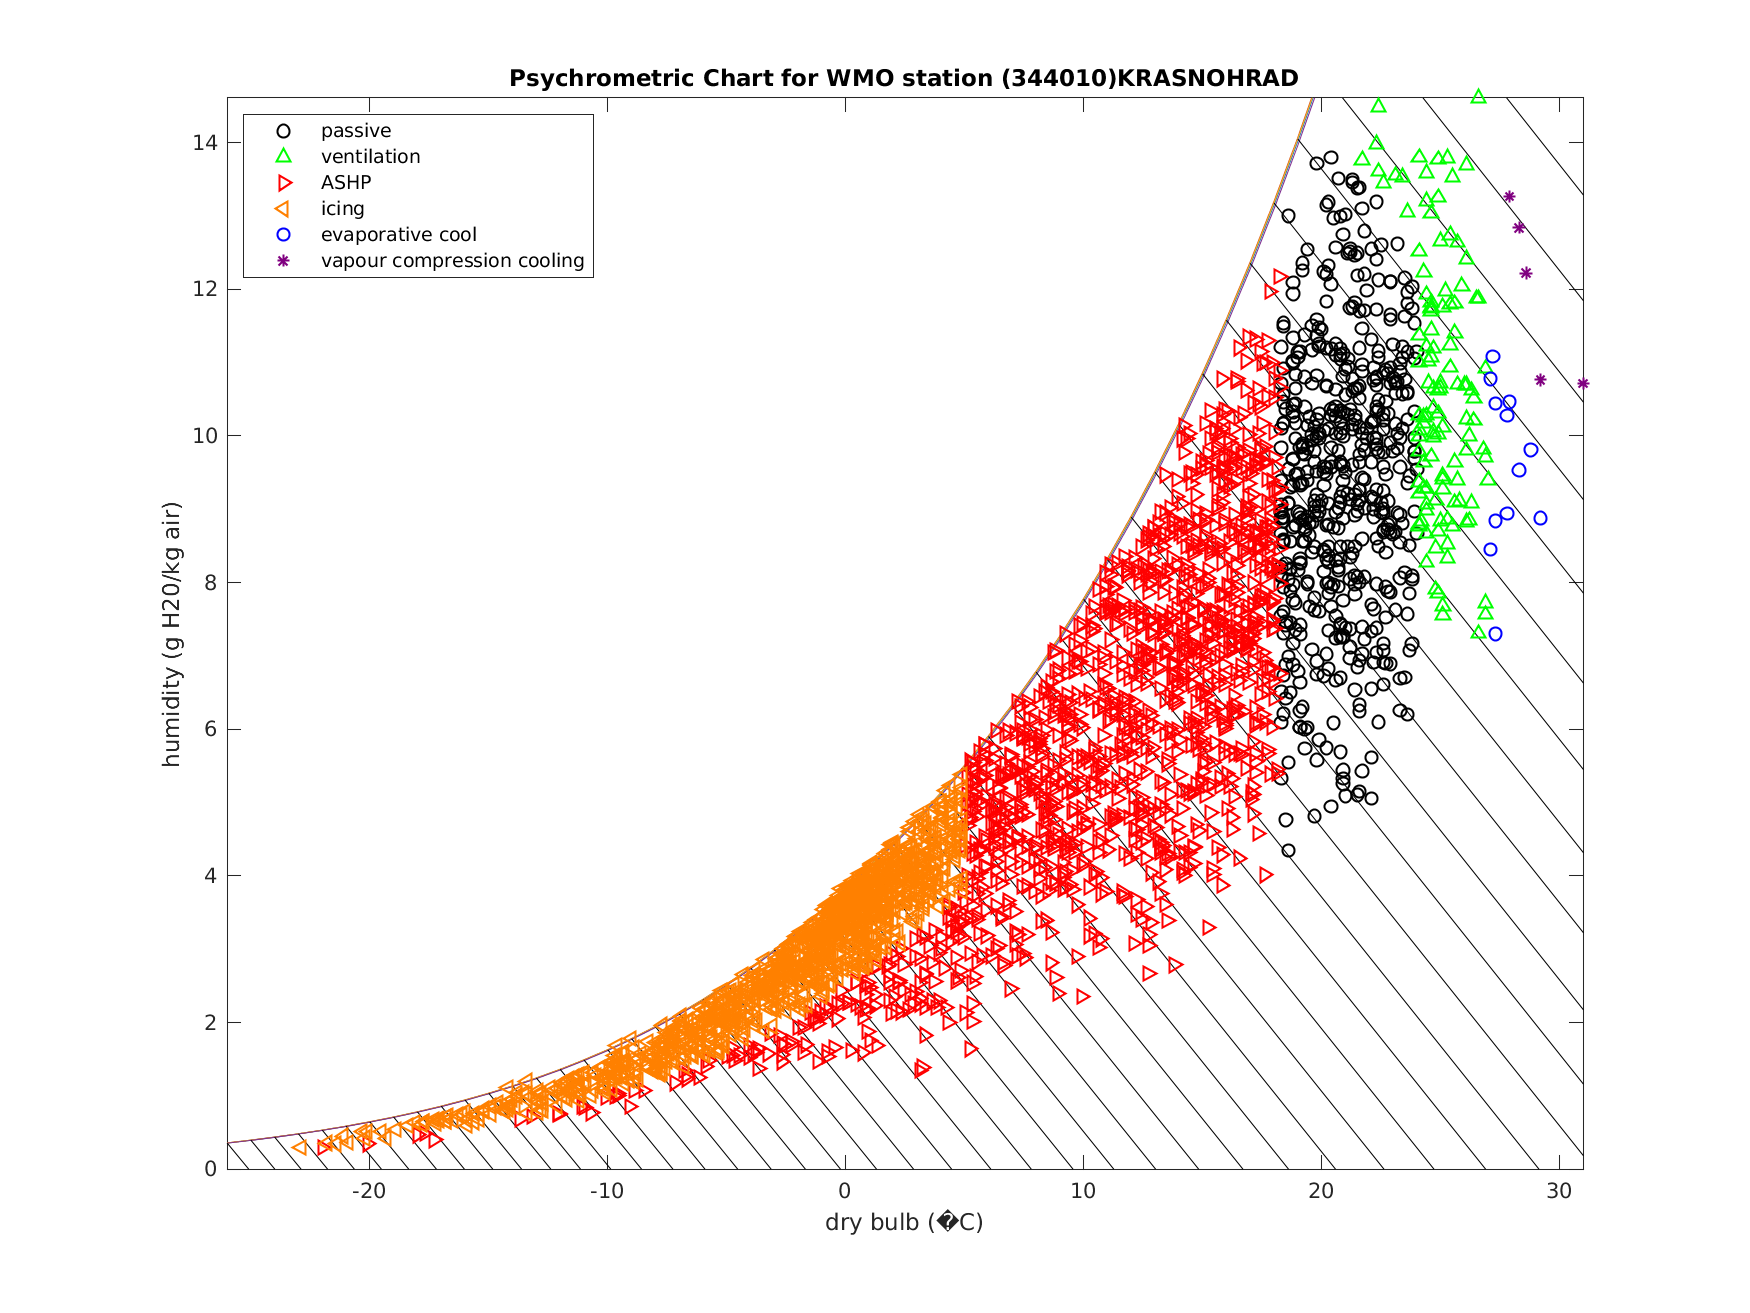 Psychrometric Chart for WMO station (344010)KRASNOHRAD
passive
ventilation
ASHP
icing
evaporative cool
vapour compression cooling
14
12
10
8
6
4
2
0
humidity (g H20/kg air)
-20 -10 0 10 20 30
dry bulb (�C)